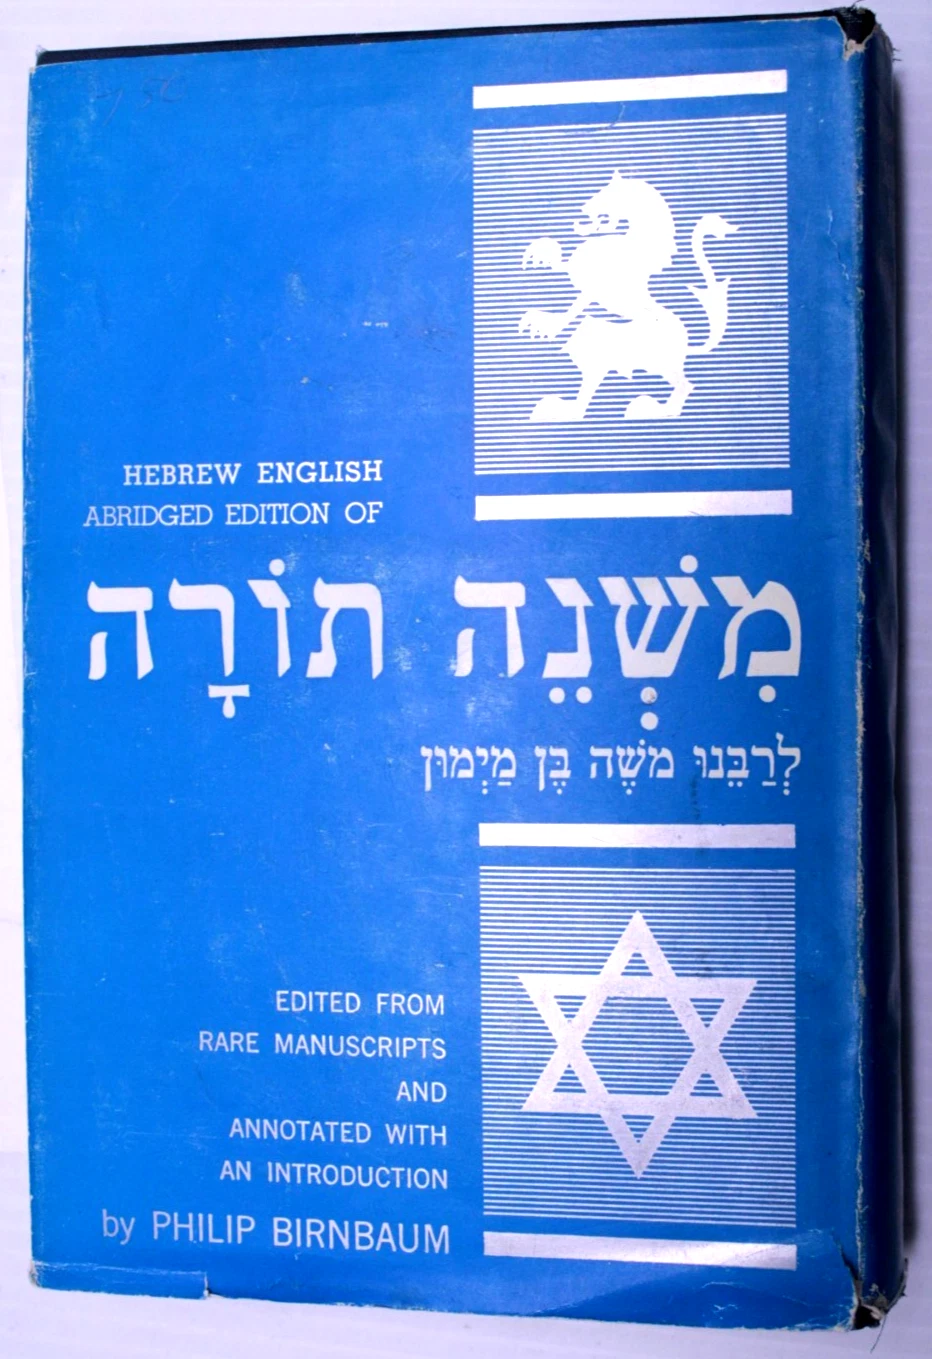 HEBREW ENGLISH
ABRIDGED EDITION OF
מִשְׁנֵה תוֹרָה
לְרַבֵּנוּ מֹשֶׁה בֶּן מַיְמוּן
EDITED FROM
RARE MANUSCRIPTS
AND
ANNOTATED WITH
AN INTRODUCTION
by PHILIP BIRNBAUM